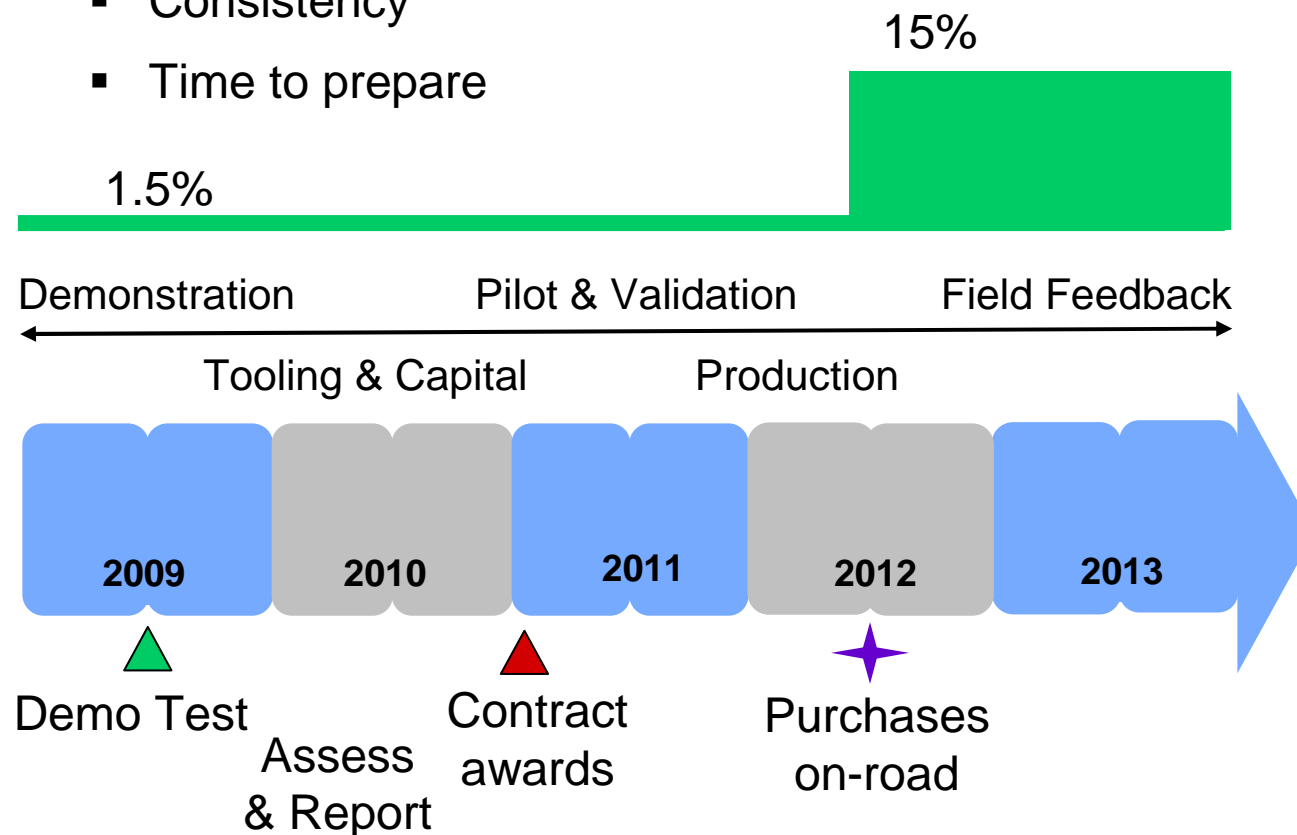 ▪ Consistency
▪ Time to prepare
15%
1.5%
Demonstration Pilot & Validation Field Feedback
Tooling & Capital Production
2009 2010 2011 2012 2013
Demo Test
Assess
& Report
Contract
awards
Purchases
on-road